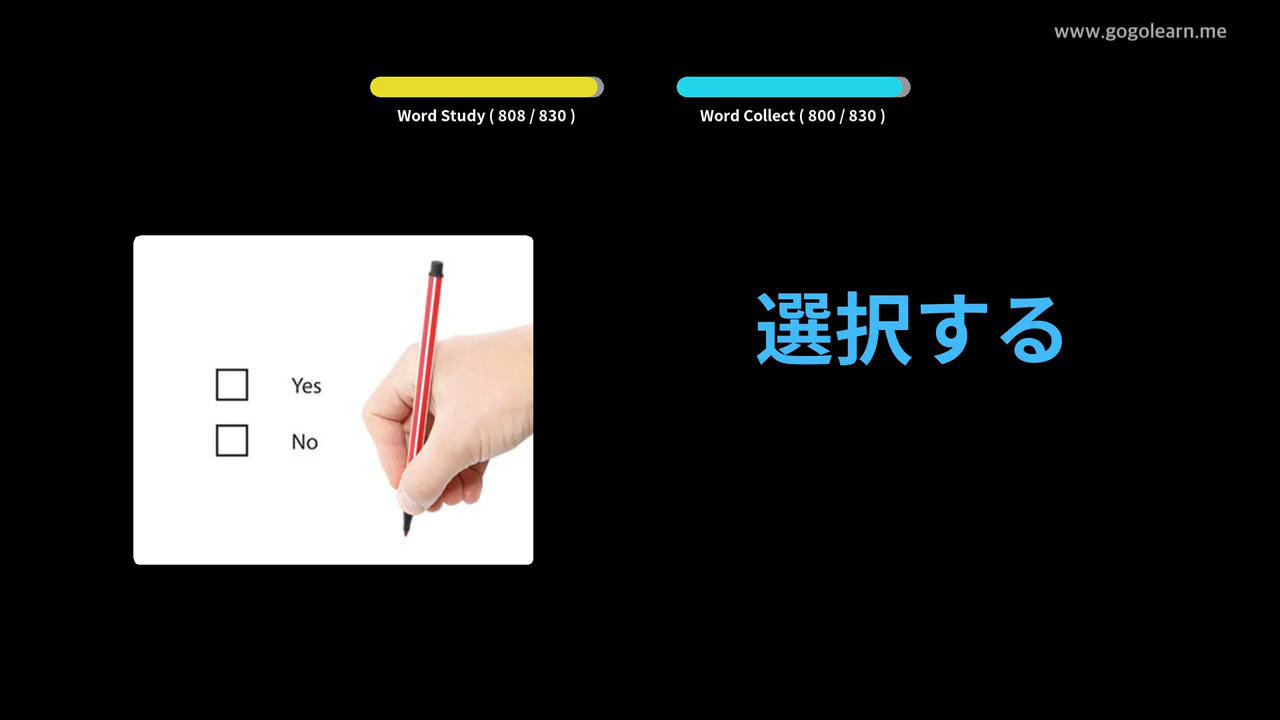 www.gogolearn.me
Word Study ( 808 / 830 )
Word Collect ( 800 / 830 )
Yes
No
選択する